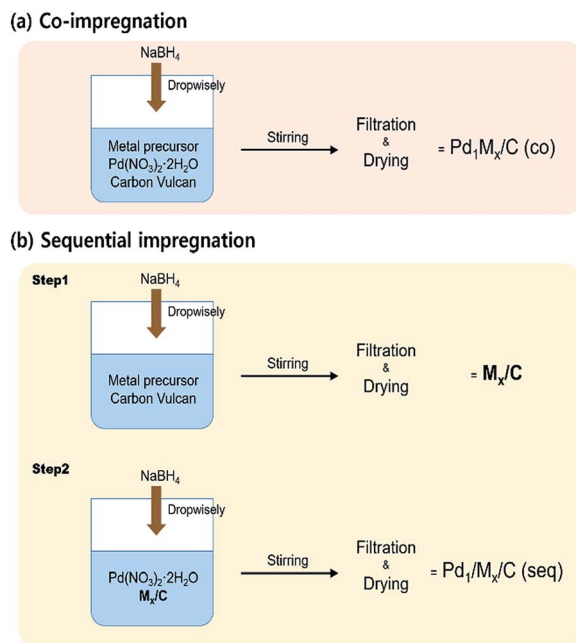 (a) Co-impregnation
NaBH₄
Dropwisely
Metal precursor
Pd(NO₃)₂·2H₂O
Carbon Vulcan
Stirring
Filtration
&
Drying
= Pd₁Mₓ/C (co)
(b) Sequential impregnation
Step1
NaBH₄
Dropwisely
Metal precursor
Carbon Vulcan
Stirring
Filtration
&
Drying
= Mₓ/C
Step2
NaBH₄
Dropwisely
Pd(NO₃)₂·2H₂O
Mₓ/C
Stirring
Filtration
&
Drying
= Pd₁/Mₓ/C (seq)